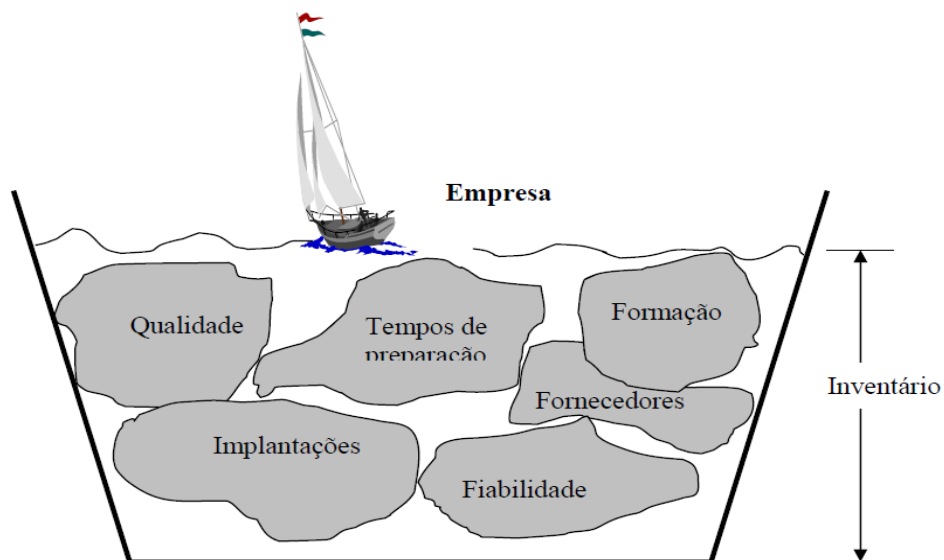 Empresa
Qualidade
Tempos de
preparação
Formação
Fornecedores
Inventário
Implantações
Fiabilidade